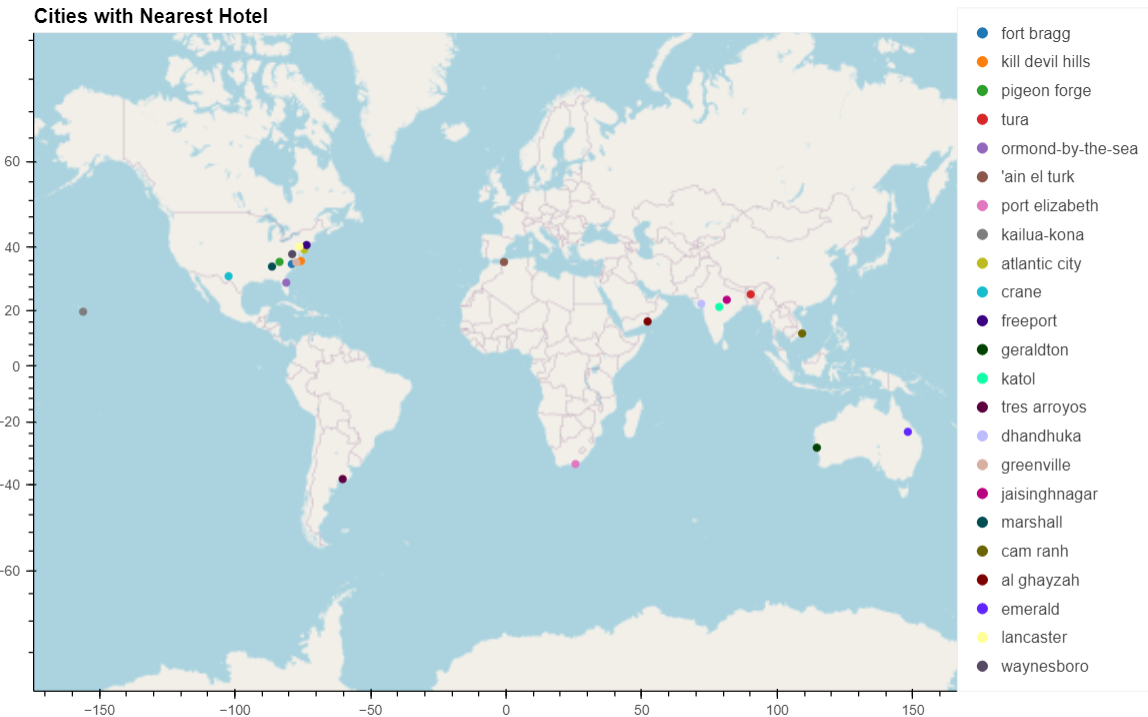 Cities with Nearest Hotel
fort bragg
kill devil hills
pigeon forge
tura
ormond-by-the-sea
'ain el turk
port elizabeth
kailua-kona
atlantic city
crane
freeport
geraldton
katol
tres arroyos
dhandhuka
greenville
jaisinghnagar
marshall
cam ranh
al ghayzah
emerald
lancaster
waynesboro
60
40
20
0
−20
−40
−60
−150
−100
−50
0
50
100
150